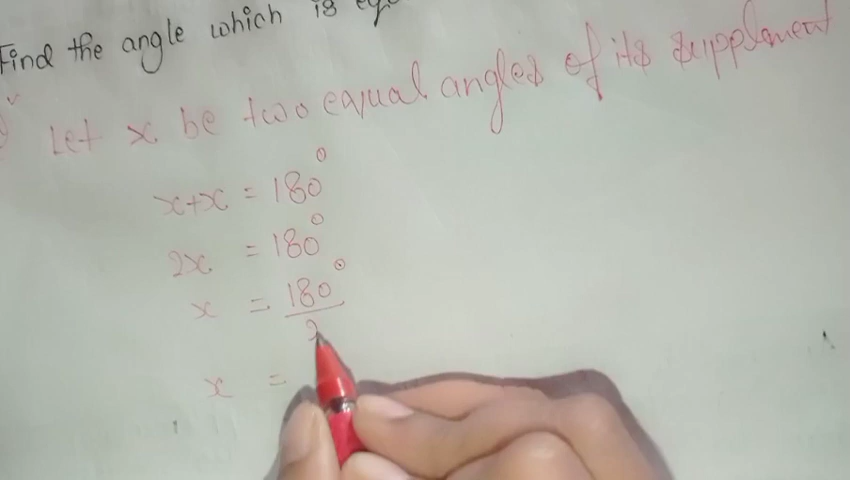 Find the angle which is
Let x be two equal angles of its supplement
x+x = 180°
2x = 180°
x = 180°/2
x =